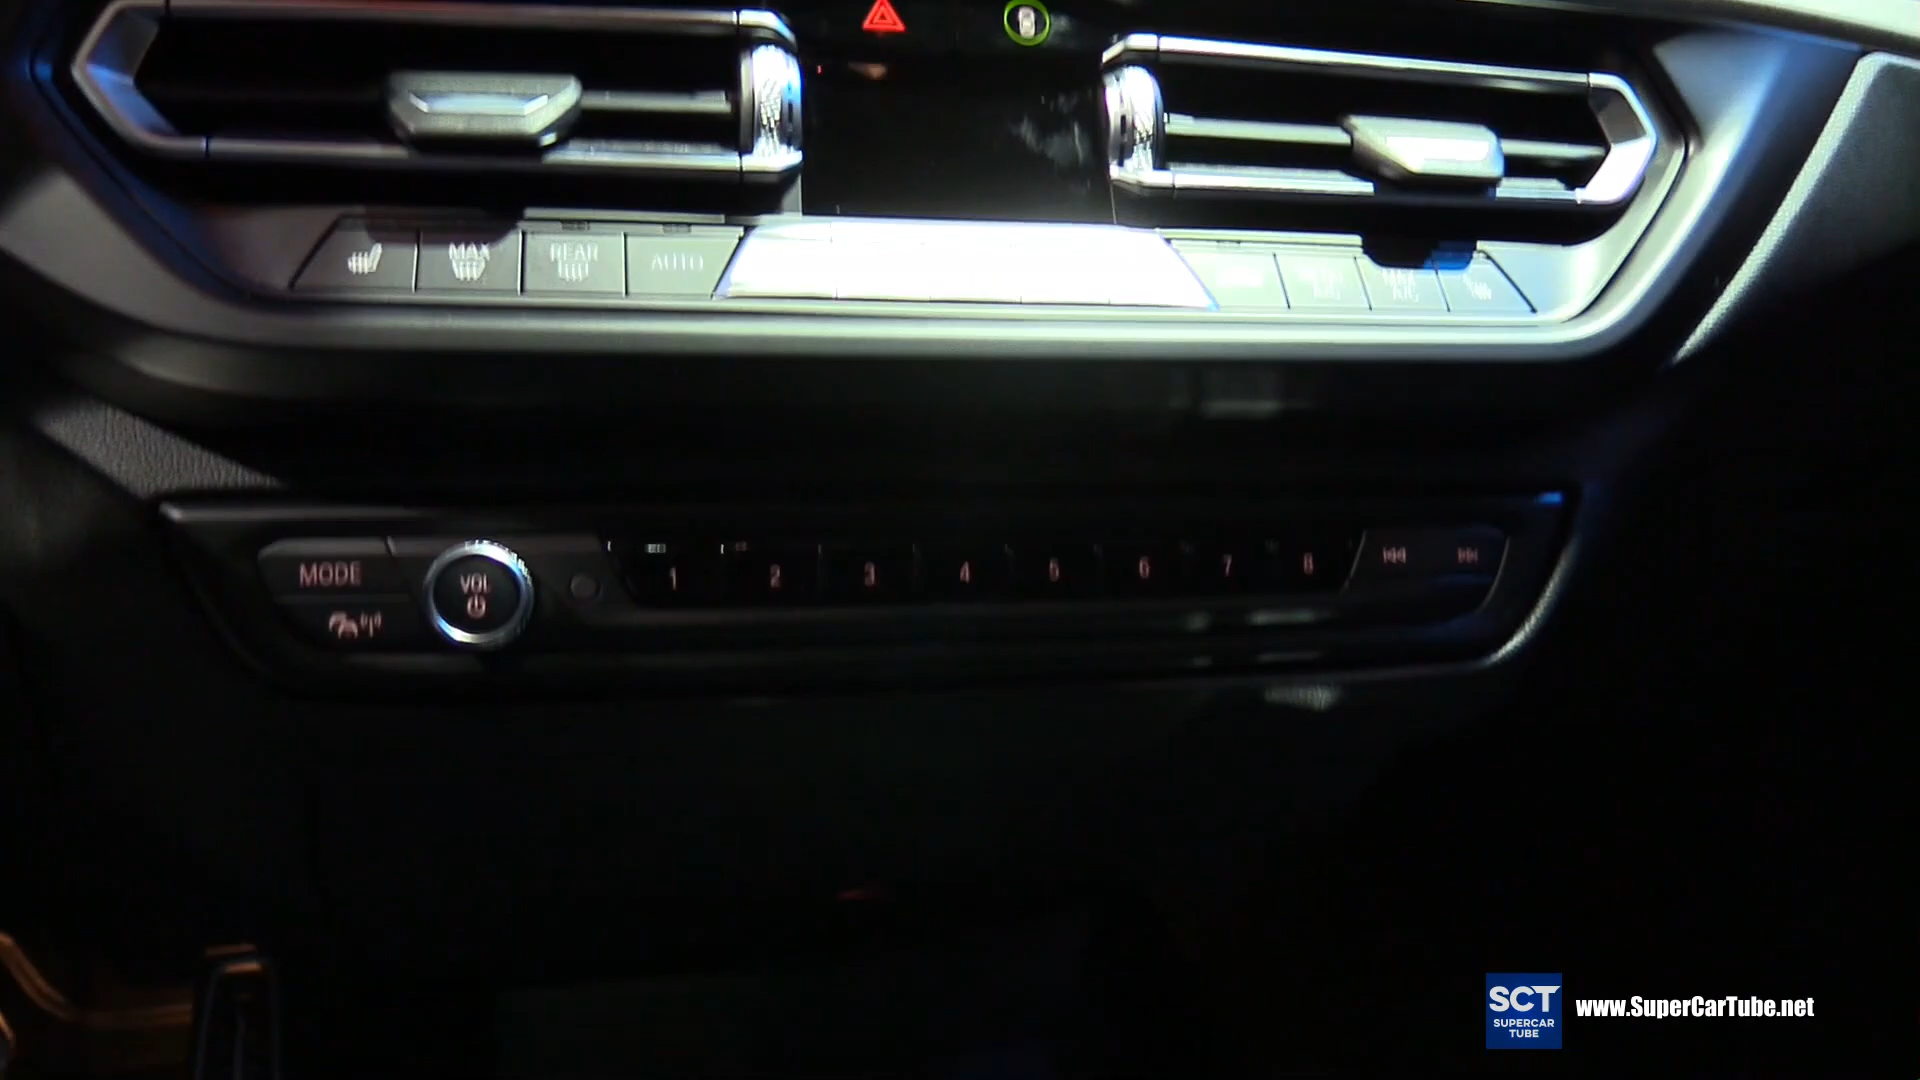 MAX
REAR
AUTO
MAX A/C
MODE
VOL
1 2 3 4 5 6 7 8
SCT
SUPERCAR
TUBE
www.SuperCarTube.net